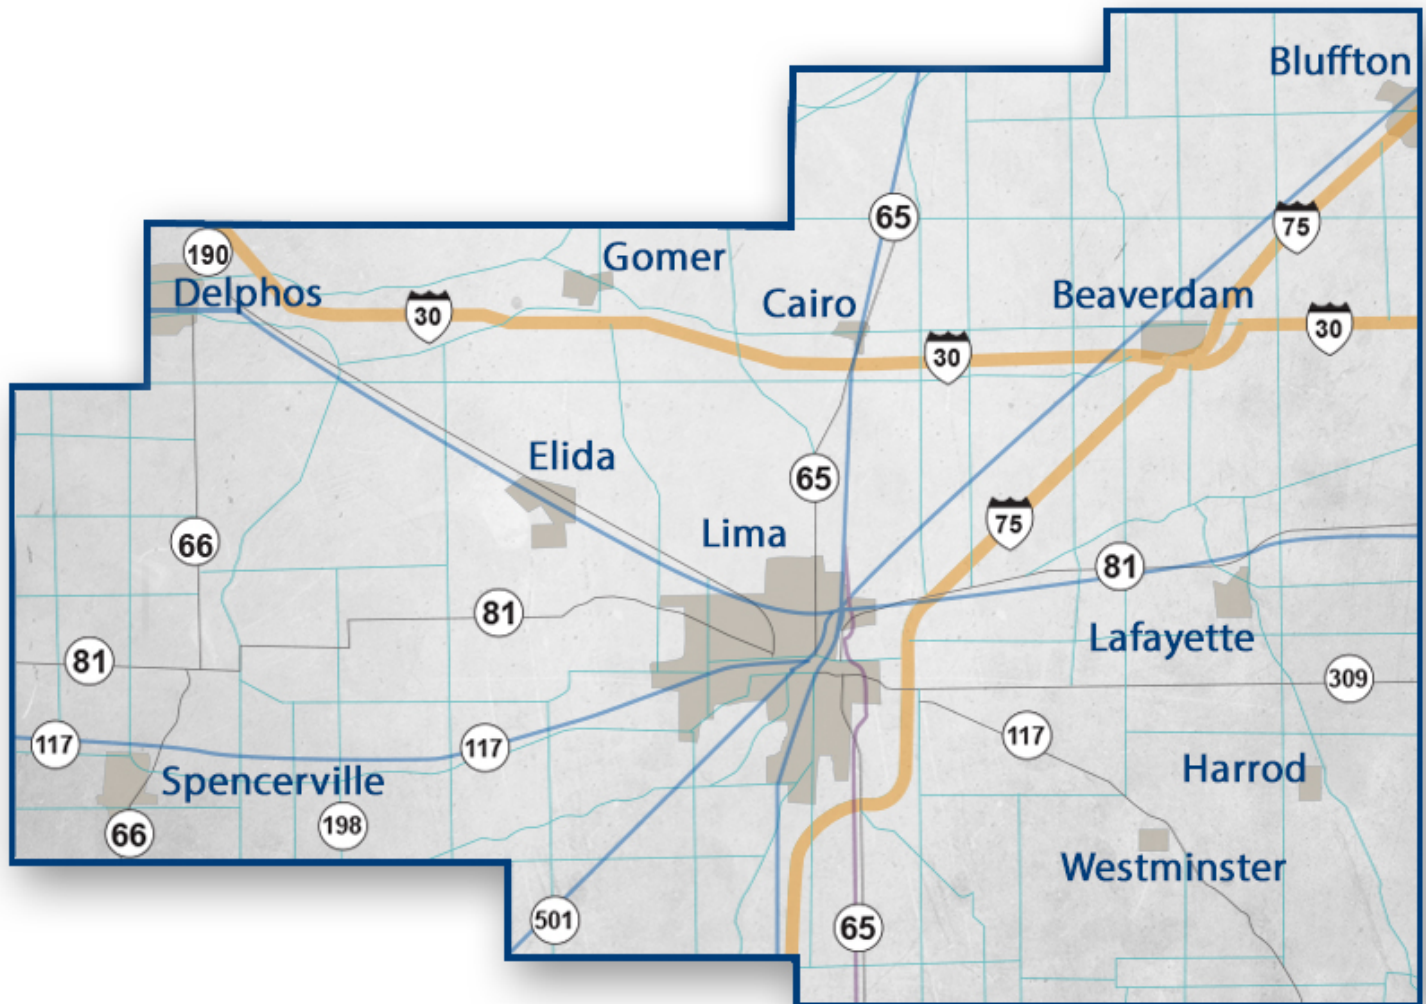 Bluffton
65
75
190
Gomer
Delphos
Cairo
Beaverdam
30
30
30
Elida
65
Lima
75
66
81
81
Lafayette
81
309
117
117
117
Spencerville
Harrod
66
198
Westminster
501
65